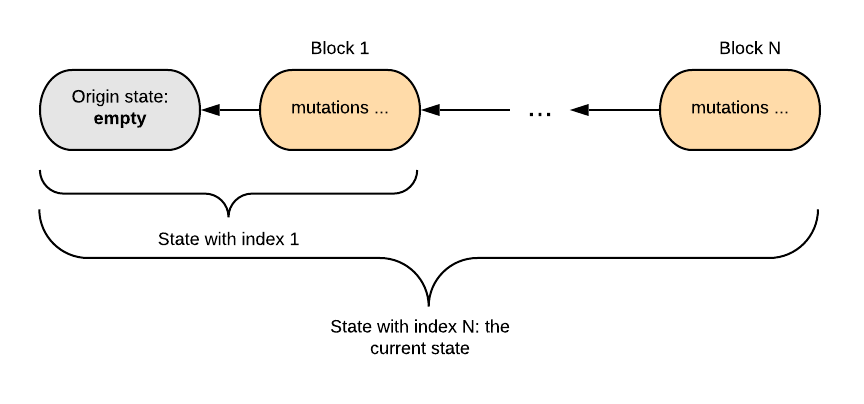 Block 1
Block N
Origin state:
empty
mutations ...
...
mutations ...
State with index 1
State with index N: the
current state